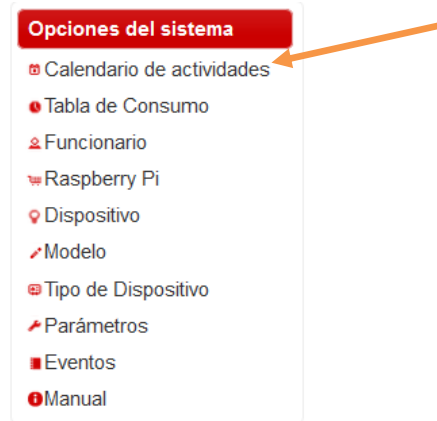 Opciones del sistema
Calendario de actividades
Tabla de Consumo
Funcionario
Raspberry Pi
Dispositivo
Modelo
Tipo de Dispositivo
Parámetros
Eventos
Manual